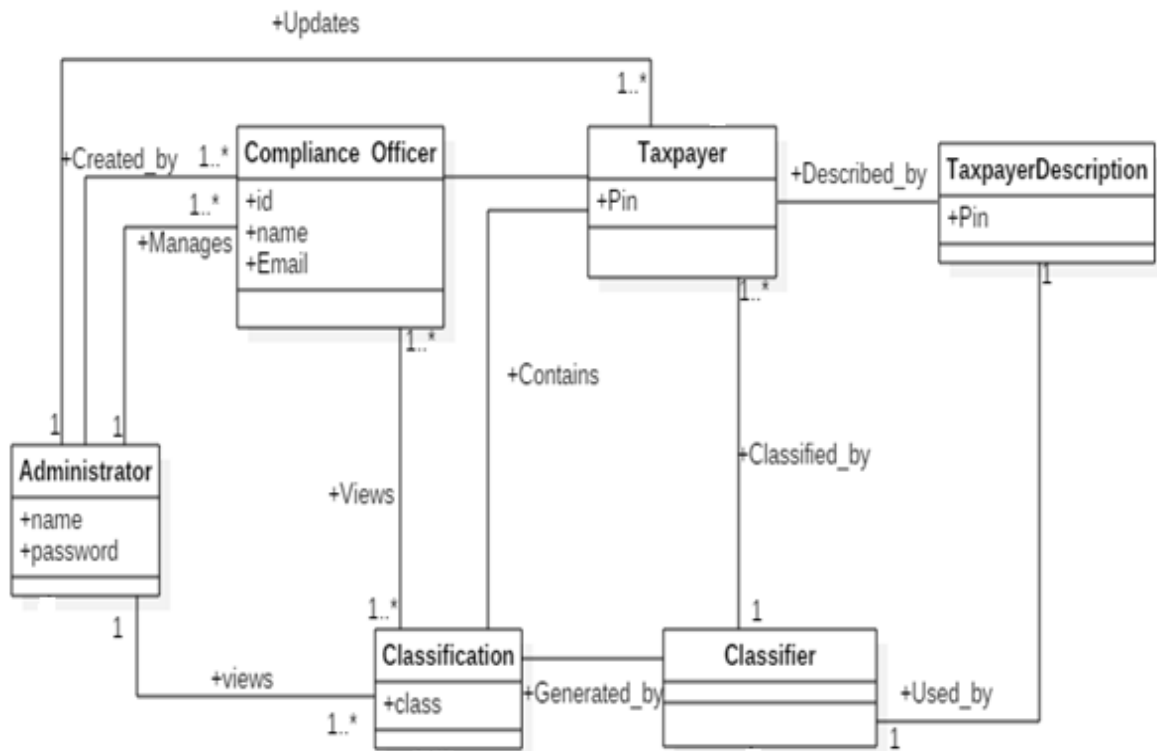 +Updates
1..*
+Created_by
1..*
Compliance Officer
+id
+name
+Email
1..*
+Manages
Taxpayer
+Pin
+Described_by
TaxpayerDescription
+Pin
1..*
1..*
1
+Contains
1
1
Administrator
+name
+password
+Classified_by
+Views
1..*
1
1
Classification
+class
+Generated_by
Classifier
+Used_by
1
+views
1..*